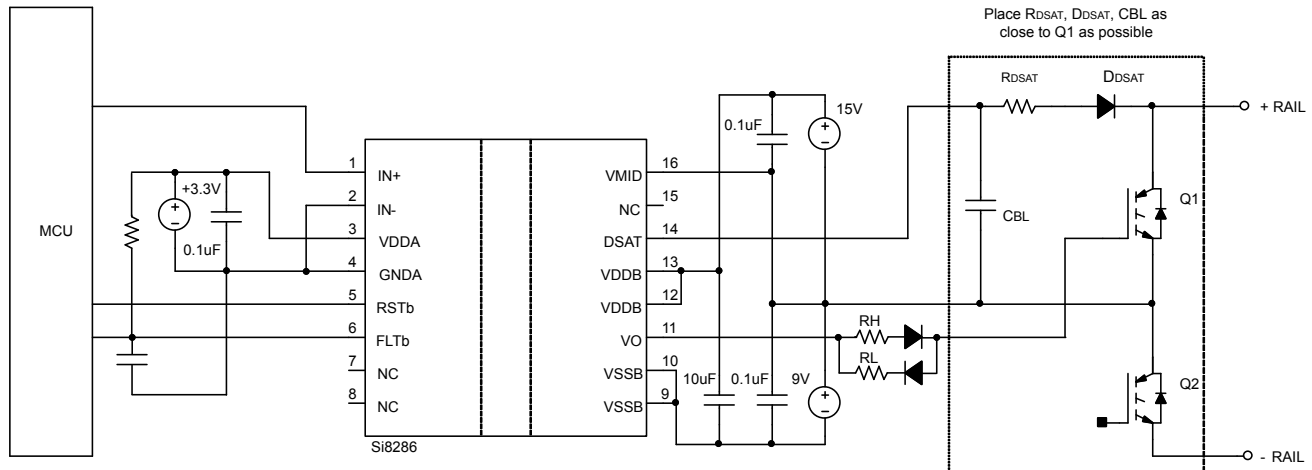 Place RDSAT, DDSAT, CBL as
close to Q1 as possible
RDSAT
DDSAT
+ RAIL
15V
0.1uF
1
IN+
16
VMID
+3.3V
2
IN-
15
NC
Q1
MCU
0.1uF
3
VDDA
14
DSAT
CBL
4
GNDA
13
VDDB
5
RSTb
12
VDDB
6
FLTb
11
VO
RH
7
NC
10
VSSB
RL
10uF
0.1uF
9V
Q2
8
NC
9
VSSB
Si8286
- RAIL